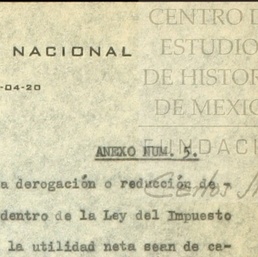 CENTRO D
ESTUDIO
DE HISTOR
DE MEXIC
FUNDACI
NACIONAL
-04-20
ANEXO NUM. 5.
a derogación o reducción de -
dentro de la Ley del Impuesto
la utilidad neta sean de ca-